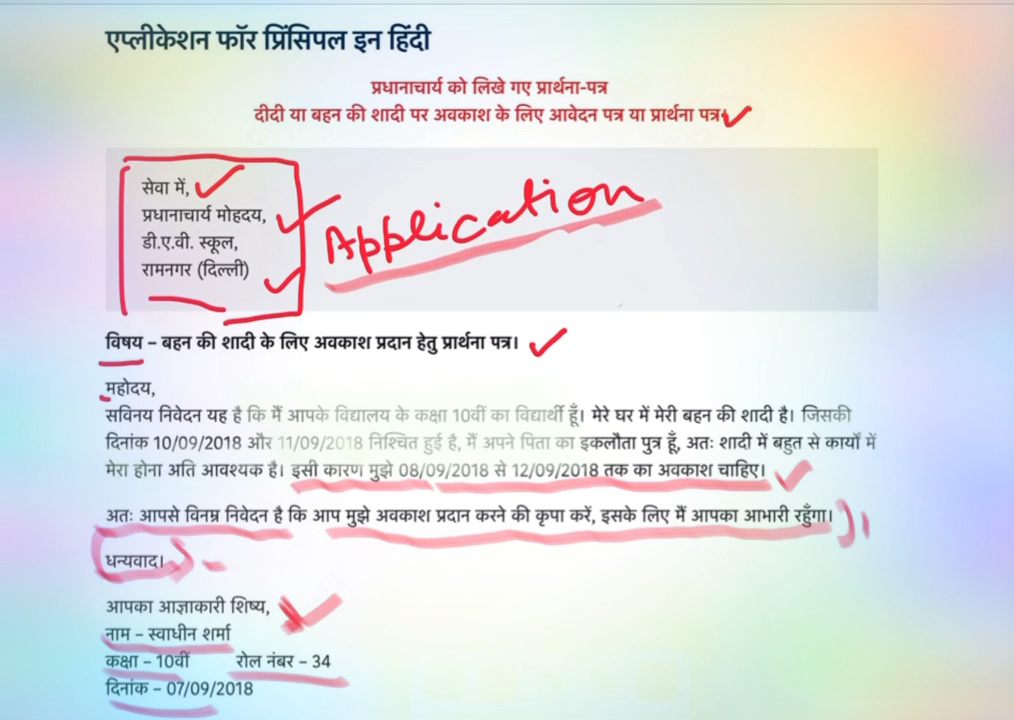 एप्लीकेशन फॉर प्रिंसिपल इन हिंदी
प्रधानाचार्य को लिखे गए प्रार्थना-पत्र
दीदी या बहन की शादी पर अवकाश के लिए आवेदन पत्र या प्रार्थना पत्र
सेवा में,
प्रधानाचार्य मोहदय,
डी.ए.वी. स्कूल,
रामनगर (दिल्ली)
Application
विषय – बहन की शादी के लिए अवकाश प्रदान हेतु प्रार्थना पत्र।
महोदय,
सविनय निवेदन यह है कि मैं आपके विद्यालय के कक्षा 10वीं का विद्यार्थी हूँ। मेरे घर में मेरी बहन की शादी है। जिसकी
दिनांक 10/09/2018 और 11/09/2018 निश्चित हुई है, मैं अपने पिता का इकलौता पुत्र हूँ, अतः शादी में बहुत से कार्यों में
मेरा होना अति आवश्यक है। इसी कारण मुझे 08/09/2018 से 12/09/2018 तक का अवकाश चाहिए।
अतः आपसे विनम्र निवेदन है कि आप मुझे अवकाश प्रदान करने की कृपा करें, इसके लिए मैं आपका आभारी रहूँगा।
धन्यवाद।
आपका आज्ञाकारी शिष्य,
नाम – स्वाधीन शर्मा
कक्षा – 10वीं रोल नंबर – 34
दिनांक – 07/09/2018